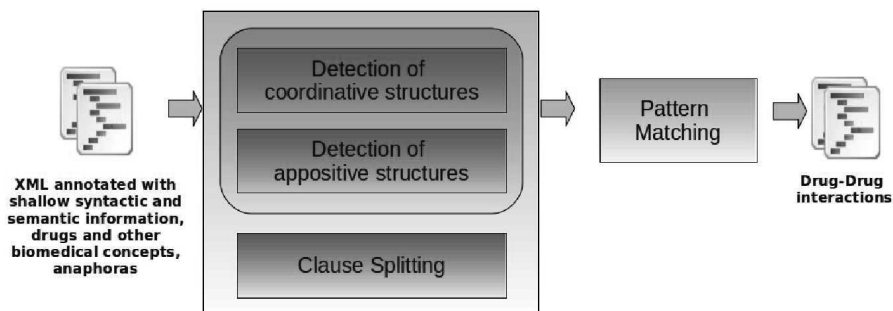 XML annotated with
shallow syntactic and
semantic information,
drugs and other
biomedical concepts,
anaphoras
Detection of
coordinative structures
Detection of
appositive structures
Clause Splitting
Pattern
Matching
Drug-Drug
interactions